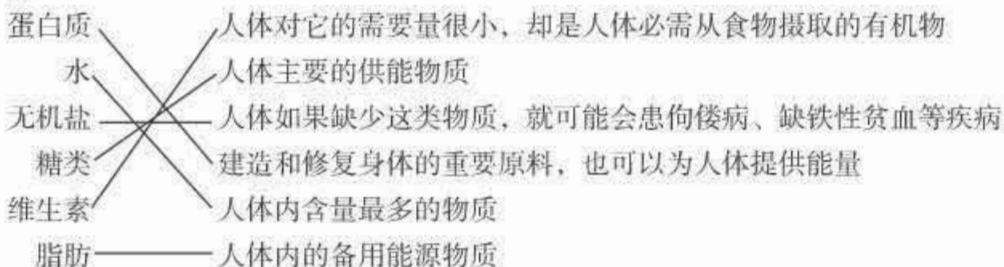 蛋白质 人体对它的需要量很小，却是人体必需从食物摄取的有机物
水 人体主要的供能物质
无机盐 人体如果缺少这类物质，就可能会患佝偻病、缺铁性贫血等疾病
糖类 建造和修复身体的重要原料，也可以为人体提供能量
维生素 人体内含量最多的物质
脂肪 人体内的备用能源物质